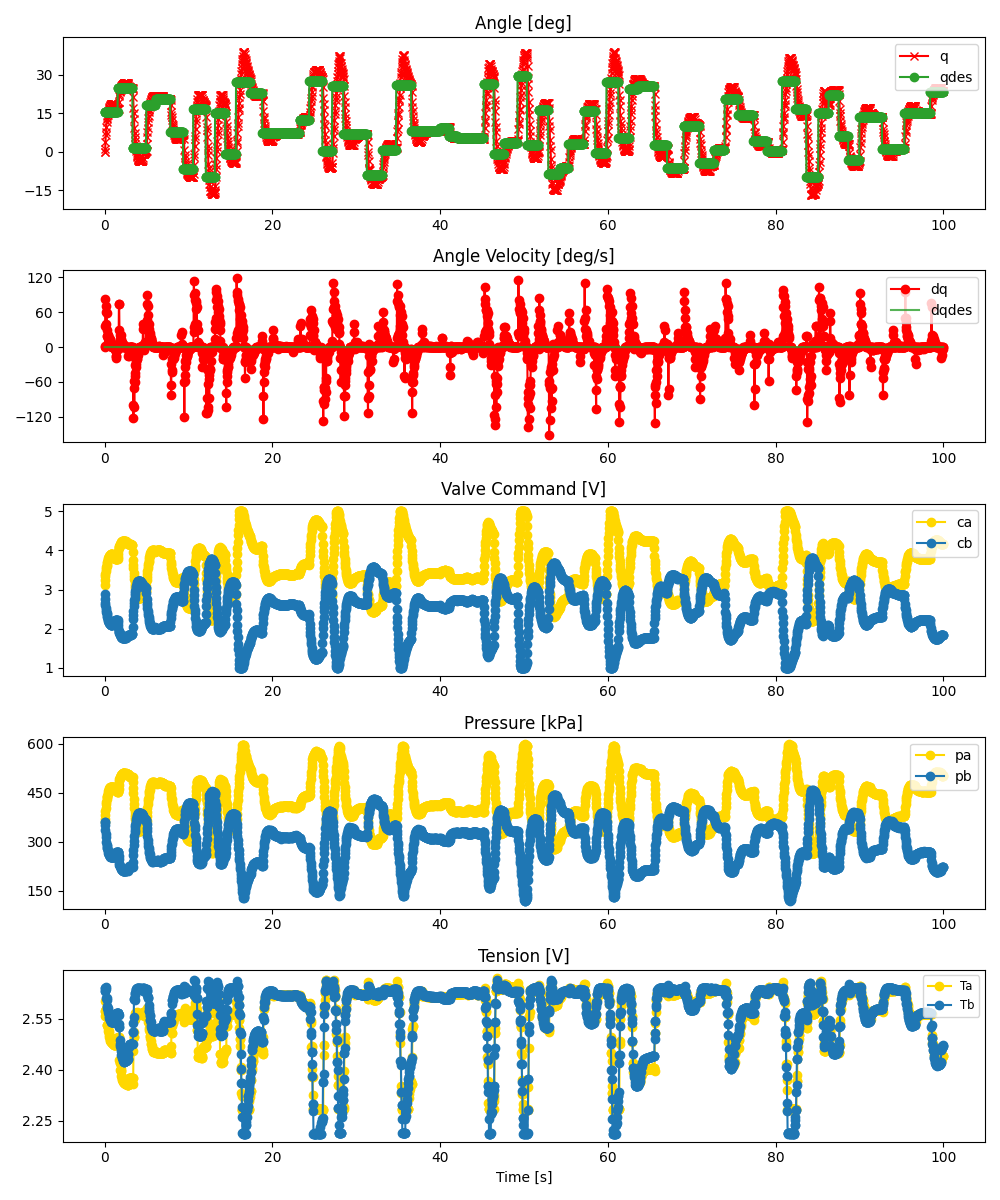 Angle [deg]
30
15
0
−15
q
qdes
0 20 40 60 80 100
Angle Velocity [deg/s]
120
60
0
−60
−120
dq
dqdes
0 20 40 60 80 100
Valve Command [V]
5
4
3
2
1
ca
cb
0 20 40 60 80 100
Pressure [kPa]
600
450
300
150
pa
pb
0 20 40 60 80 100
Tension [V]
2.55
2.40
2.25
Ta
Tb
0 20 40 60 80 100
Time [s]